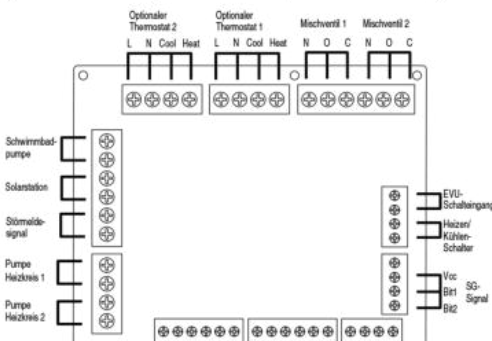 Optionaler
Thermostat 2
L N Cool Heat
Optionaler
Thermostat 1
L N Cool Heat
Mischventil 1
N O C
Mischventil 2
N O C
Schwimmbad-
pumpe
Solarstation
Störmelde-
signal
Pumpe
Heizkreis 1
Pumpe
Heizkreis 2
EVU-
Schalteingang
Heizen/
Kühlen-
Schalter
Vcc
Bit1
Bit2
SG-
Signal